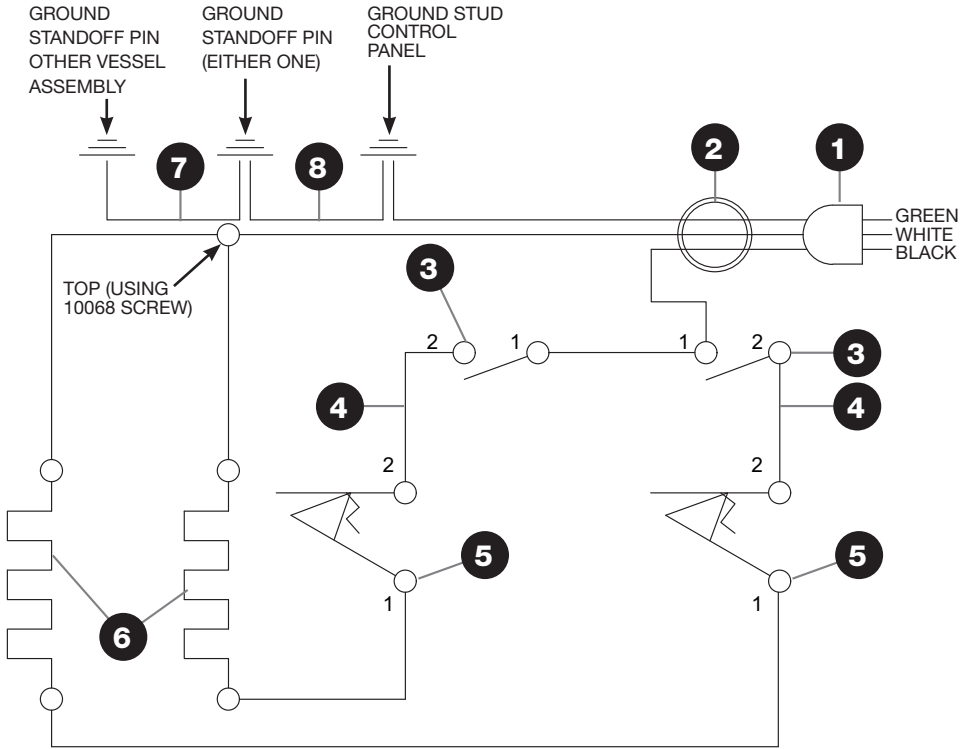 GROUND
STANDOFF PIN
OTHER VESSEL
ASSEMBLY
GROUND
STANDOFF PIN
(EITHER ONE)
GROUND STUD
CONTROL
PANEL
7
8
2
1
GREEN
WHITE
BLACK
TOP (USING
10068 SCREW)
3
2
1
1
2
3
4
4
2
2
5
5
1
1
6